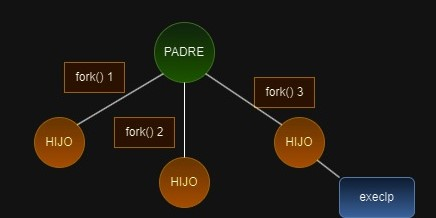 PADRE
fork() 1
fork() 3
fork() 2
HIJO
HIJO
HIJO
execlp